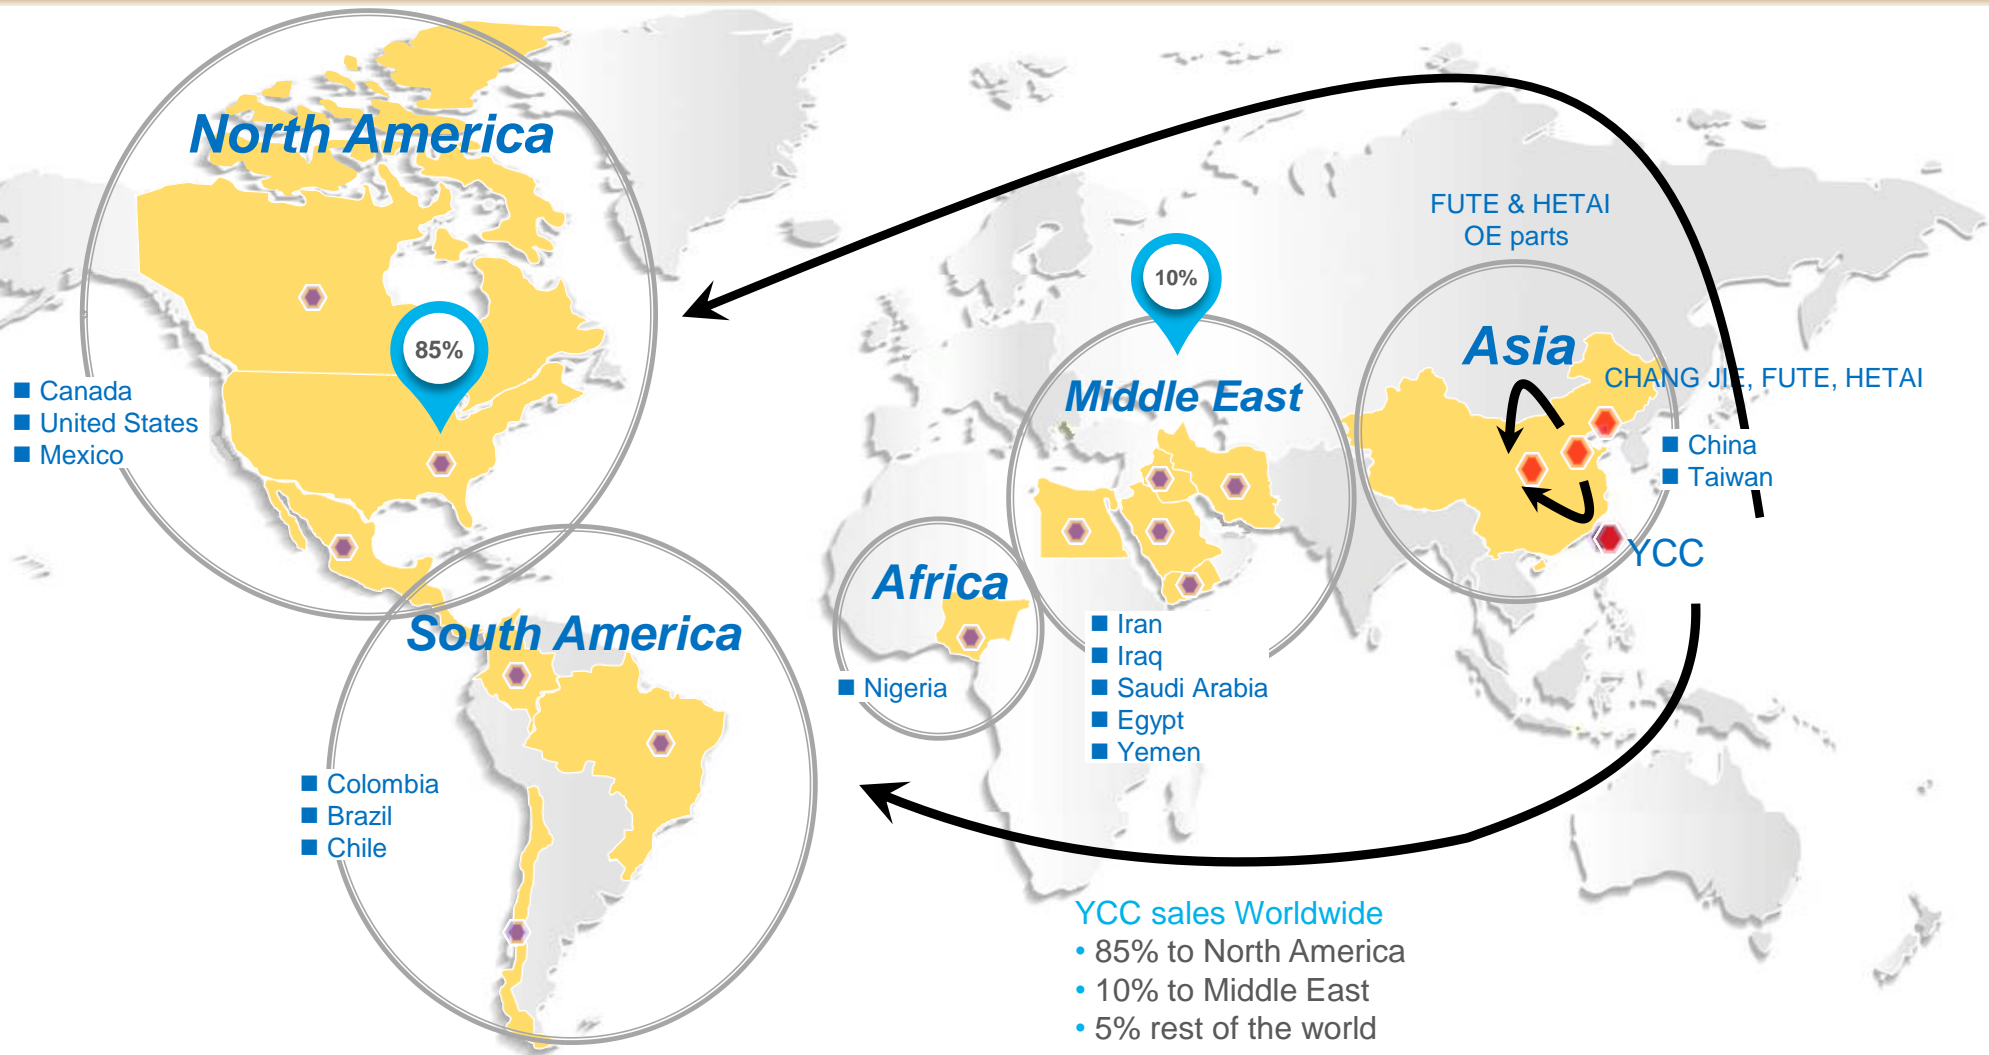 North America
85%
■ Canada
■ United States
■ Mexico
South America
■ Colombia
■ Brazil
■ Chile
Africa
■ Nigeria
10%
Middle East
■ Iran
■ Iraq
■ Saudi Arabia
■ Egypt
■ Yemen
FUTE & HETAI
OE parts
Asia
CHANG JIE, FUTE, HETAI
■ China
■ Taiwan
YCC
YCC sales Worldwide
• 85% to North America
• 10% to Middle East
• 5% rest of the world